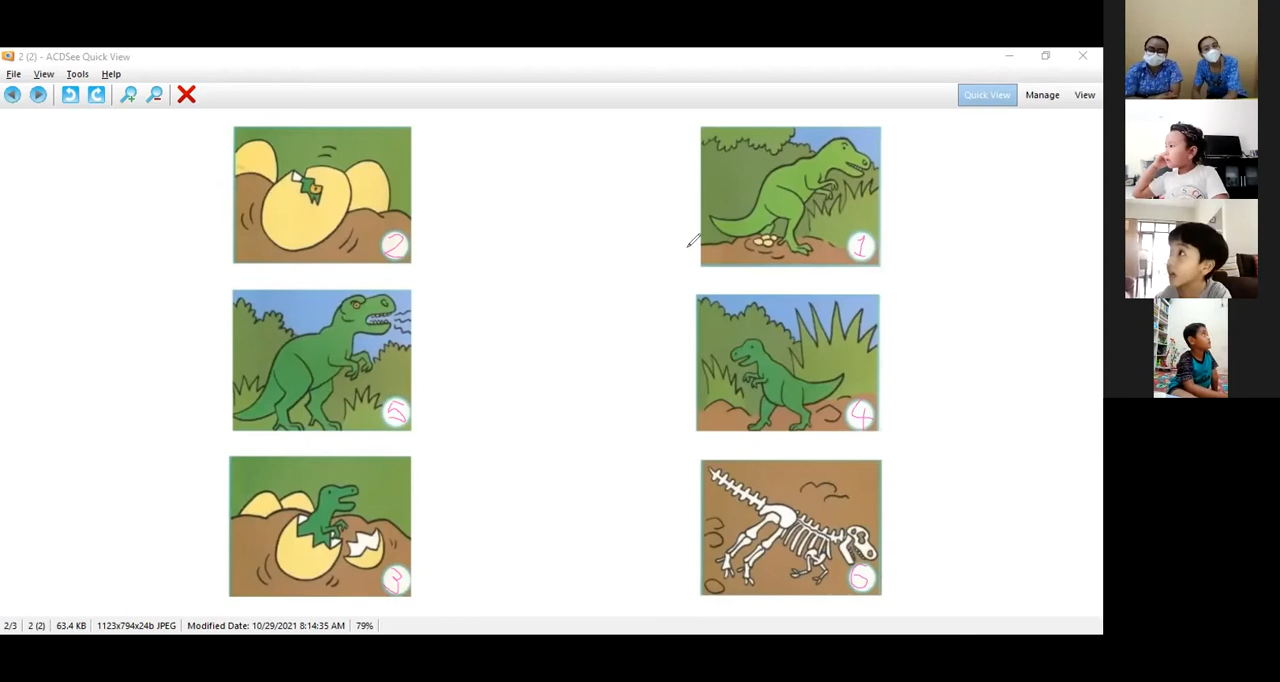 2 (2) - ACDSee Quick View
File View Tools Help
Quick View Manage View
2
1
5
4
3
6
2/3 2 (2) 63.4 KB 1123x794x24b JPEG Modified Date: 10/29/2021 8:14:35 AM 79%